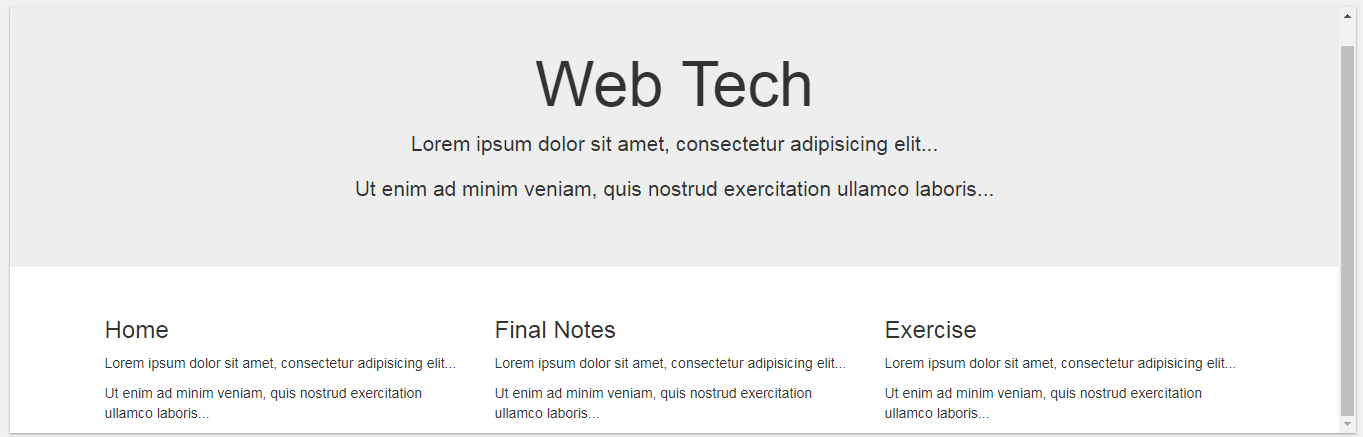 Web Tech
Lorem ipsum dolor sit amet, consectetur adipisicing elit...
Ut enim ad minim veniam, quis nostrud exercitation ullamco laboris...
Home
Lorem ipsum dolor sit amet, consectetur adipisicing elit...
Ut enim ad minim veniam, quis nostrud exercitation
ullamco laboris...
Final Notes
Lorem ipsum dolor sit amet, consectetur adipisicing elit...
Ut enim ad minim veniam, quis nostrud exercitation
ullamco laboris...
Exercise
Lorem ipsum dolor sit amet, consectetur adipisicing elit...
Ut enim ad minim veniam, quis nostrud exercitation
ullamco laboris...